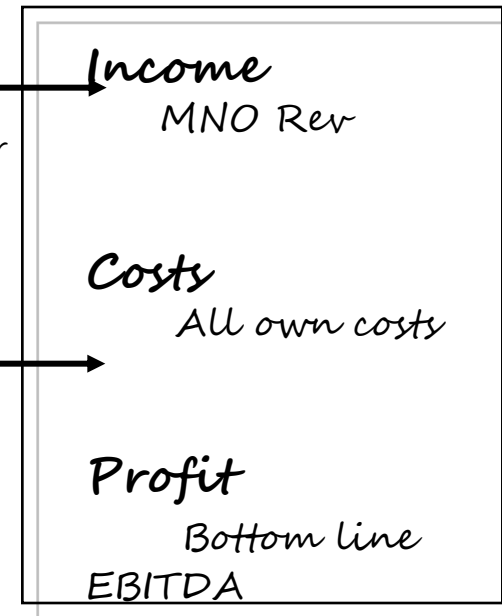 Income
MNO Rev
Costs
All own costs
Profit
Bottom line
EBITDA